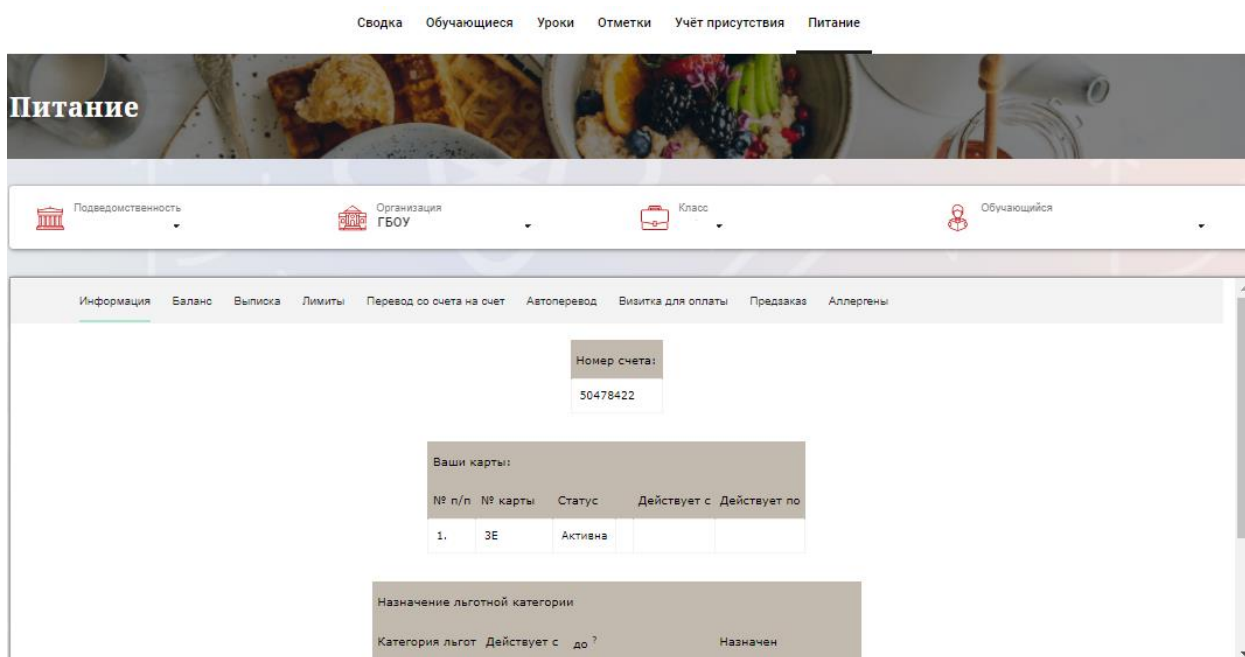 Сводка Обучающиеся Уроки Отметки Учёт присутствия Питание
Питание
Подведомственность Организация Класс Обучающийся
ГБОУ
Информация Баланс Выписка Лимиты Перевод со счета на счет Автоперевод Визитка для оплаты Предзаказ Аллергены
Номер счета:
50478422
Ваши карты:
№ п/п № карты Статус Действует с Действует по
1. 3E Активна
Назначение льготной категории
Категория льгот Действует с до ? Назначен